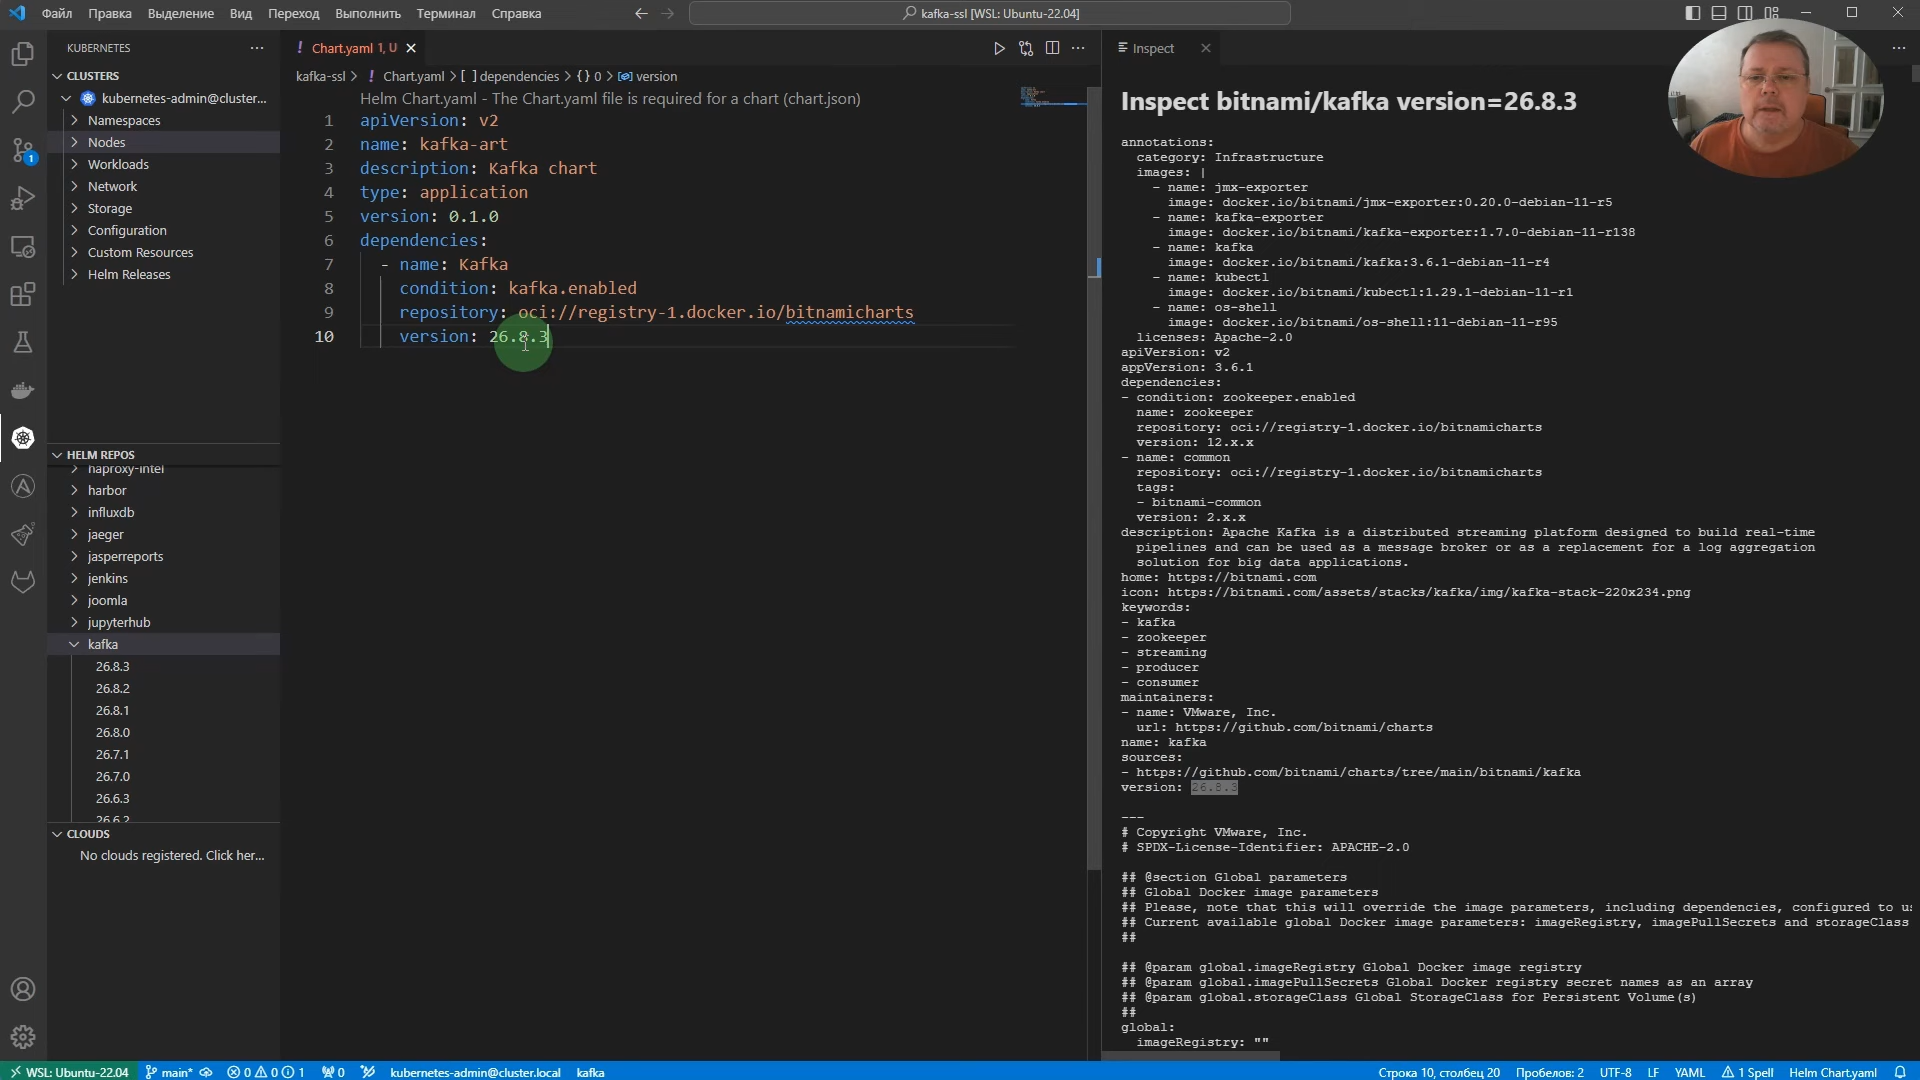 Файл Правка Выделение Вид Переход Выполнить Терминал Справка
kafka-ssl [WSL: Ubuntu-22.04]
KUBERNETES
CLUSTERS
kubernetes-admin@cluster...
Namespaces
Nodes
Workloads
Network
Storage
Configuration
Custom Resources
Helm Releases
HELM REPOS
haproxy-intel
harbor
influxdb
jaeger
jasperreports
jenkins
joomla
jupyterhub
kafka
26.8.3
26.8.2
26.8.1
26.8.0
26.7.1
26.7.0
26.6.3
26.6.2
CLOUDS
No clouds registered. Click her...
! Chart.yaml 1, U
kafka-ssl > ! Chart.yaml > [ ] dependencies > {} 0 > version
Helm Chart.yaml - The Chart.yaml file is required for a chart (chart.json)
1 apiVersion: v2
2 name: kafka-art
3 description: Kafka chart
4 type: application
5 version: 0.1.0
6 dependencies:
7 - name: Kafka
8 condition: kafka.enabled
9 repository: oci://registry-1.docker.io/bitnamicharts
10 version: 26.8.3
Inspect
Inspect bitnami/kafka version=26.8.3
annotations:
category: Infrastructure
images: |
- name: jmx-exporter
image: docker.io/bitnami/jmx-exporter:0.20.0-debian-11-r5
- name: kafka-exporter
image: docker.io/bitnami/kafka-exporter:1.7.0-debian-11-r138
- name: kafka
image: docker.io/bitnami/kafka:3.6.1-debian-11-r4
- name: kubectl
image: docker.io/bitnami/kubectl:1.29.1-debian-11-r1
- name: os-shell
image: docker.io/bitnami/os-shell:11-debian-11-r95
licenses: Apache-2.0
apiVersion: v2
appVersion: 3.6.1
dependencies:
- condition: zookeeper.enabled
name: zookeeper
repository: oci://registry-1.docker.io/bitnamicharts
version: 12.x.x
- name: common
repository: oci://registry-1.docker.io/bitnamicharts
tags:
- bitnami-common
version: 2.x.x
description: Apache Kafka is a distributed streaming platform designed to build real-time
pipelines and can be used as a message broker or as a replacement for a log aggregation
solution for big data applications.
home: https://bitnami.com
icon: https://bitnami.com/assets/stacks/kafka/img/kafka-stack-220x234.png
keywords:
- kafka
- zookeeper
- streaming
- producer
- consumer
maintainers:
- name: VMware, Inc.
url: https://github.com/bitnami/charts
name: kafka
sources:
- https://github.com/bitnami/charts/tree/main/bitnami/kafka
version: 26.8.3
---
# Copyright VMware, Inc.
# SPDX-License-Identifier: APACHE-2.0
## @section Global parameters
## Global Docker image parameters
## Please, note that this will override the image parameters, including dependencies, configured to us
## Current available global Docker image parameters: imageRegistry, imagePullSecrets and storageClass
##
## @param global.imageRegistry Global Docker image registry
## @param global.imagePullSecrets Global Docker registry secret names as an array
## @param global.storageClass Global StorageClass for Persistent Volume(s)
##
global:
imageRegistry: ""
1
WSL: Ubuntu-22.04 main* 0 0 1 0 kubernetes-admin@cluster.local kafka Строка 10, столбец 20 Пробелов: 2 UTF-8 LF YAML 1 Spell Helm Chart.yaml